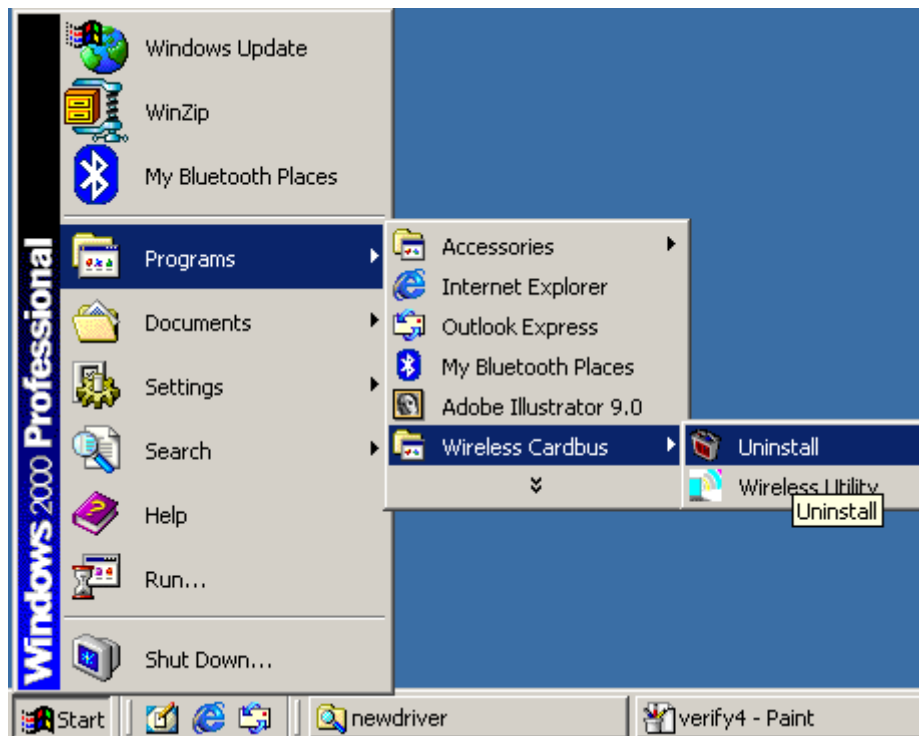 Windows 2000 Professional
Windows Update
WinZip
My Bluetooth Places
Programs
Documents
Settings
Search
Help
Run...
Shut Down...
Accessories
Internet Explorer
Outlook Express
My Bluetooth Places
Adobe Illustrator 9.0
Wireless Cardbus
Uninstall
Wireless Utility
Uninstall
Start
newdriver
verify4 - Paint